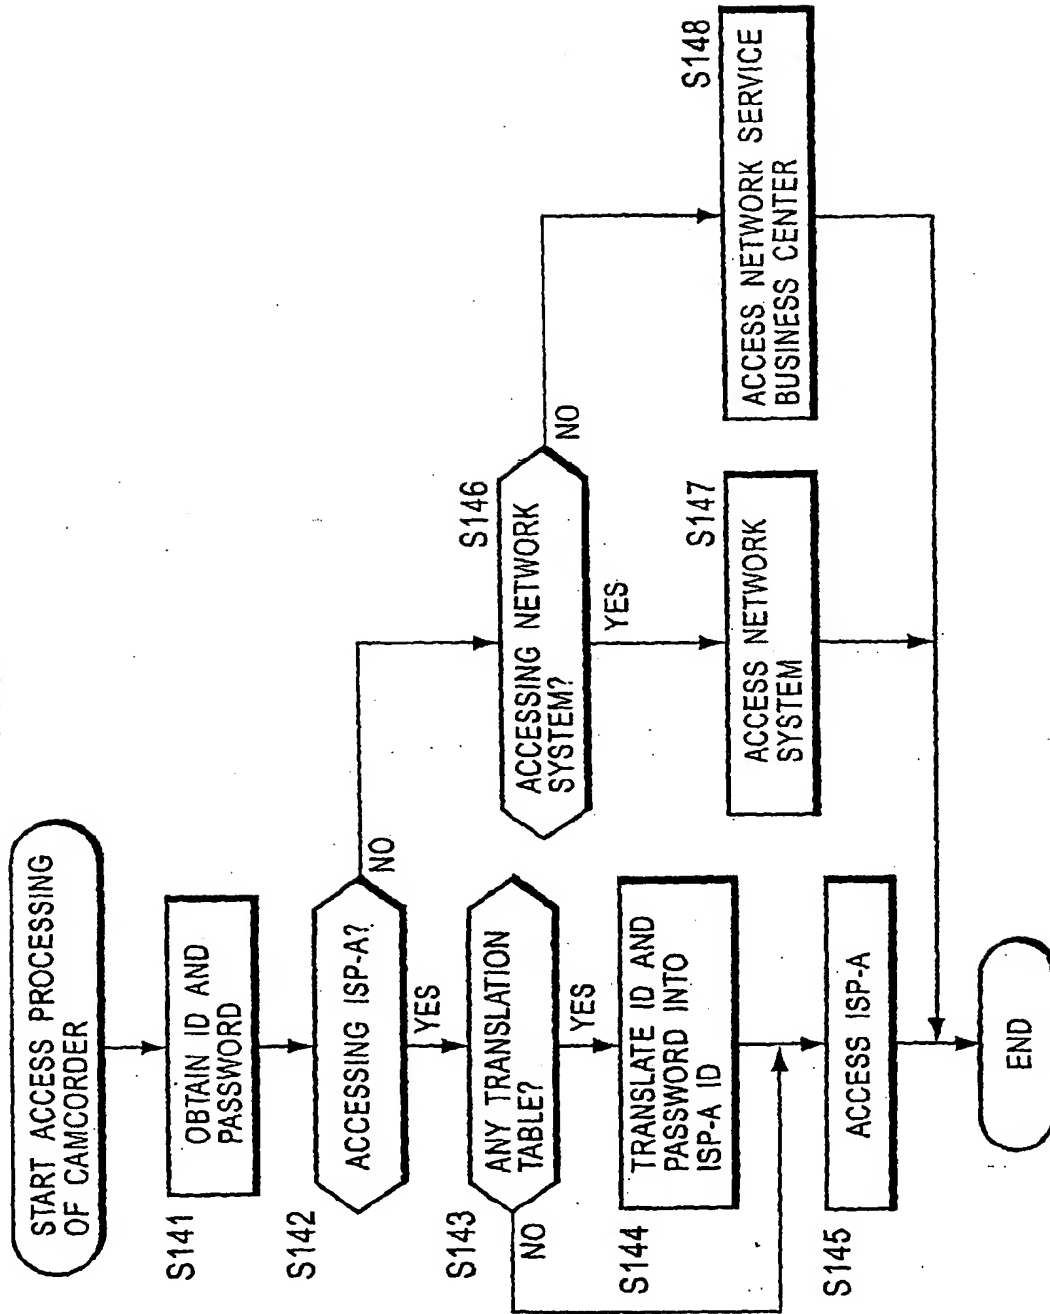 START ACCESS PROCESSING
OF CAMCORDER
S141
OBTAIN ID AND
PASSWORD
S142
ACCESSING ISP-A?
NO
YES
S143
ANY TRANSLATION
TABLE?
NO
YES
S144
TRANSLATE ID AND
PASSWORD INTO
ISP-A ID
S145
ACCESS ISP-A
END
S146
ACCESSING NETWORK
SYSTEM?
NO
YES
S147
ACCESS NETWORK
SYSTEM
S148
ACCESS NETWORK SERVICE
BUSINESS CENTER